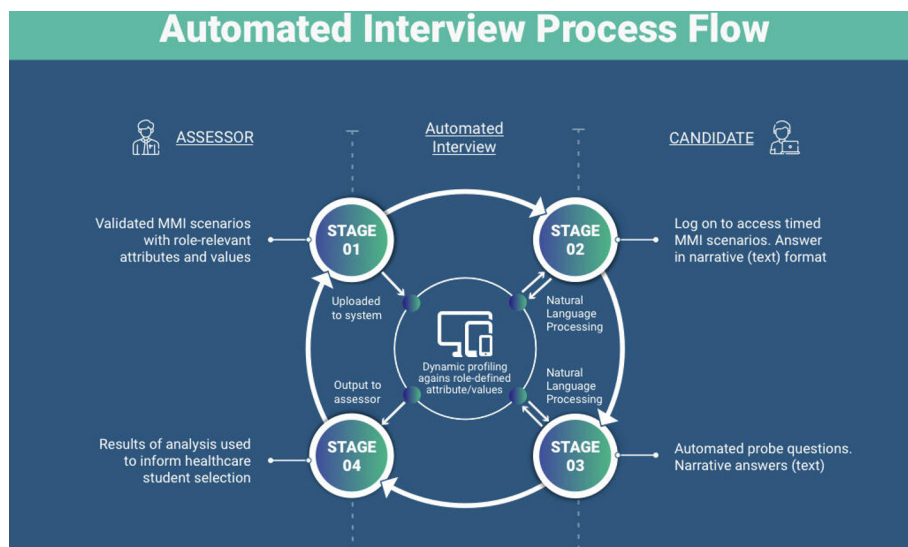 Automated Interview Process Flow
ASSESSOR
Automated
Interview
CANDIDATE
Validated MMI scenarios
with role-relevant
attributes and values
STAGE
01
STAGE
02
Log on to access timed
MMI scenarios. Answer
in narrative (text) format
Uploaded
to system
Natural
Language
Processing
Dynamic profiling
agains role-defined
attribute/values
Output to
assessor
Natural
Language
Processing
Results of analysis used
to inform healthcare
student selection
STAGE
04
STAGE
03
Automated probe questions.
Narrative answers (text)